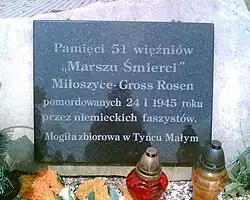 Pamięci 51 więźniów
„Marszu Śmierci"
Miłoszyce-Gross Rosen
pomordowanych 24 I 1945 roku
przez niemieckich faszystów.
Mogiła zbiorowa w Tyńcu Małym